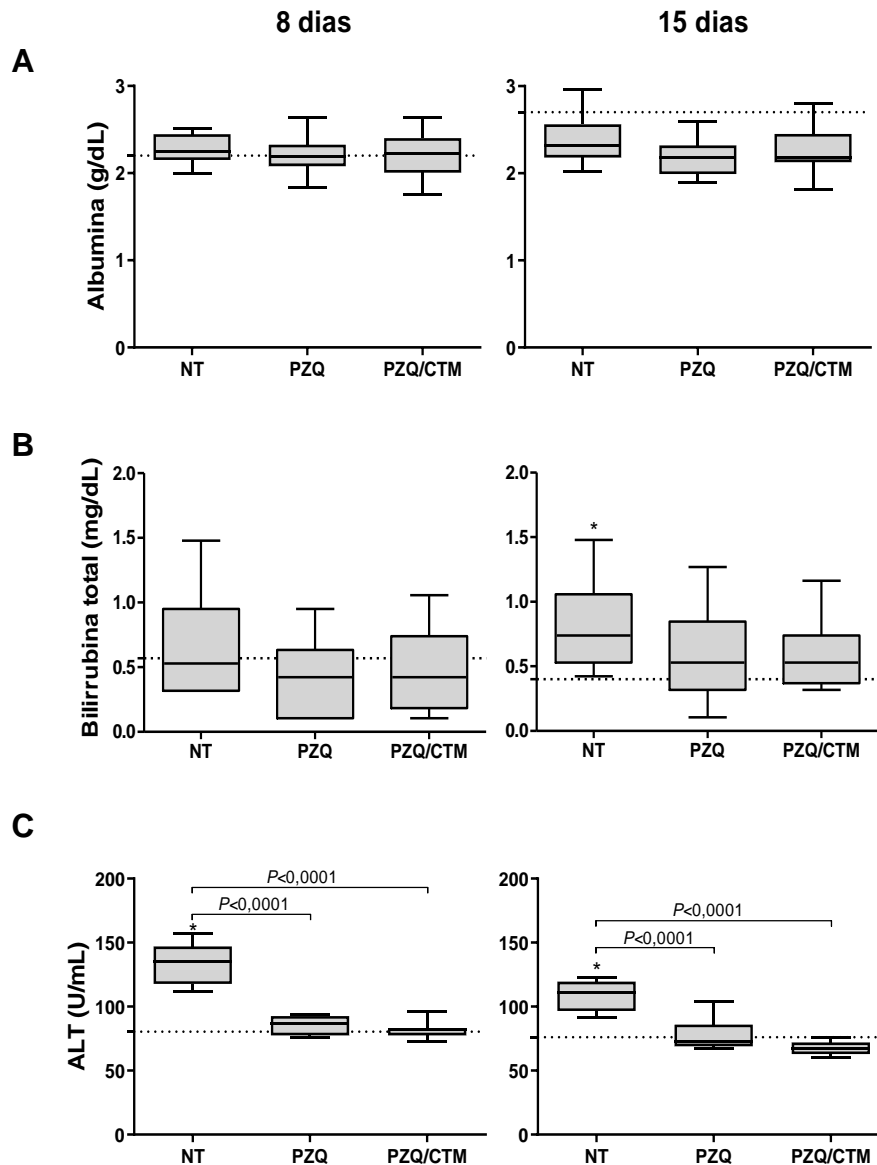 8 dias
15 dias
A
Albumina (g/dL)
3
2
1
0
NT PZQ PZQ/CTM
3
2
1
0
NT PZQ PZQ/CTM
B
Bilirrubina total (mg/dL)
2.0
1.5
1.0
0.5
0.0
NT PZQ PZQ/CTM
2.0
1.5
1.0
0.5
0.0
*
NT PZQ PZQ/CTM
C
ALT (U/mL)
200
150
100
50
0
P<0,0001
P<0,0001
*
NT PZQ PZQ/CTM
200
150
100
50
0
P<0,0001
P<0,0001
*
NT PZQ PZQ/CTM